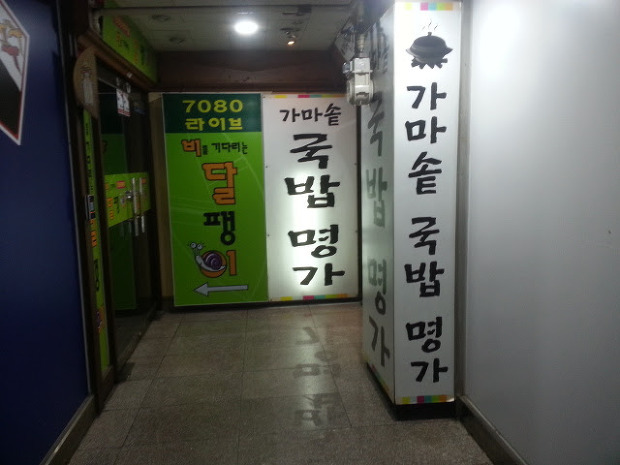 7080
라이브
비를 기다리는
달
팽
이
가마솥
국밥 명가
국밥 명가
가마솥 국밥 명가